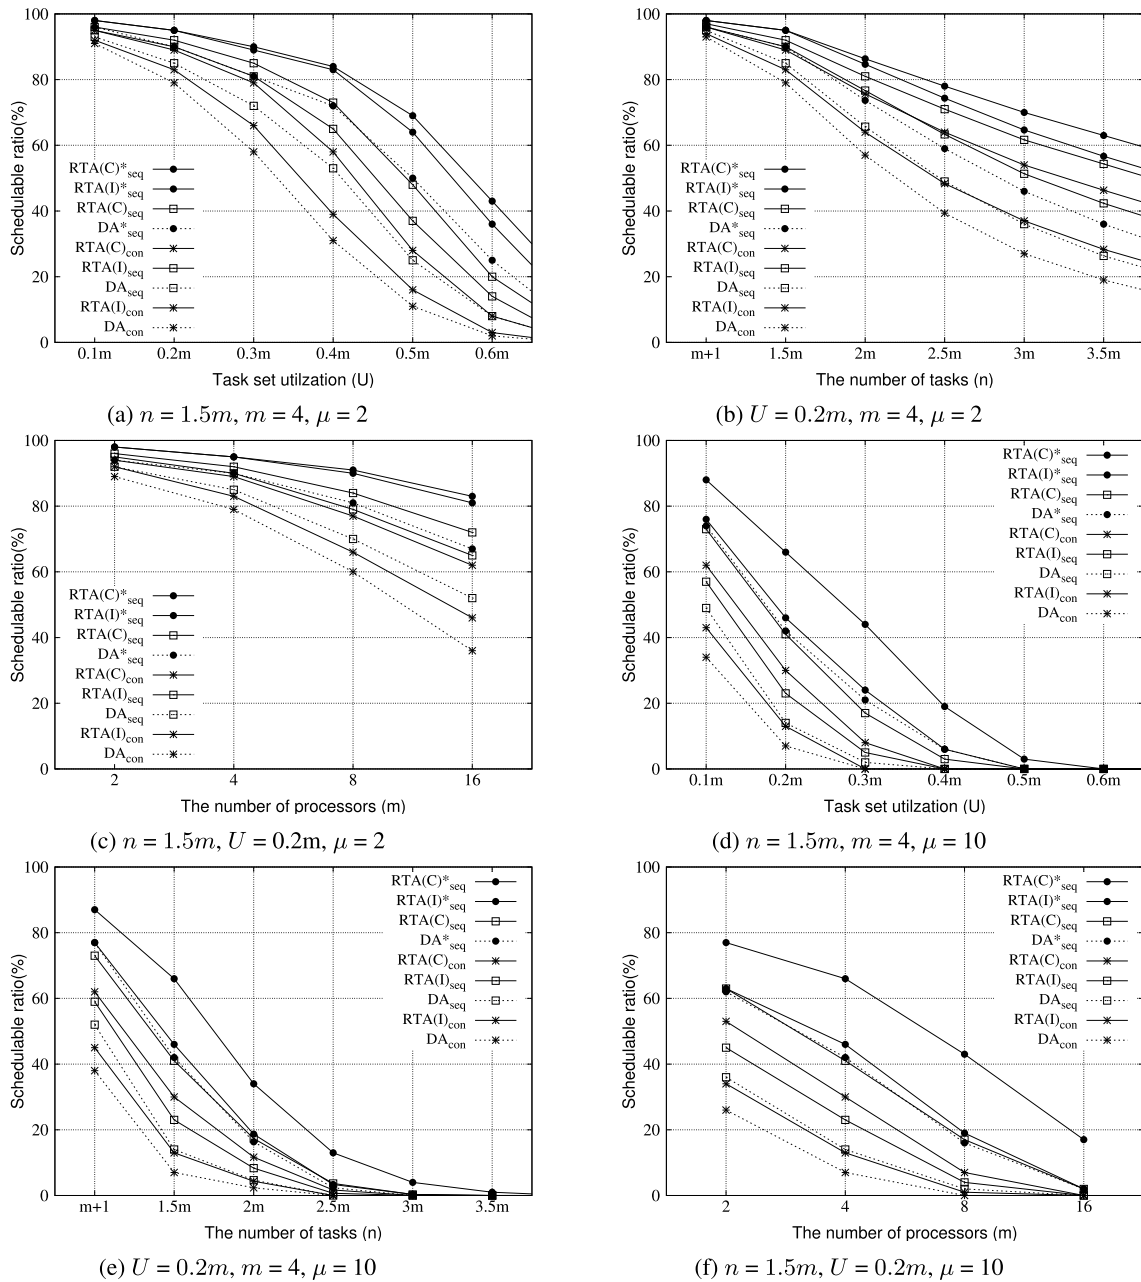 100
80
60
40
20
0
Schedulable ratio(%)
RTA(C)*seq
RTA(I)*seq
RTA(C)seq
DA*seq
RTA(C)con
RTA(I)seq
DAseq
RTA(I)con
DAcon
0.1m 0.2m 0.3m 0.4m 0.5m 0.6m
Task set utilzation (U)
(a) n = 1.5m, m = 4, μ = 2
100
80
60
40
20
0
Schedulable ratio(%)
RTA(C)*seq
RTA(I)*seq
RTA(C)seq
DA*seq
RTA(C)con
RTA(I)seq
DAseq
RTA(I)con
DAcon
m+1 1.5m 2m 2.5m 3m 3.5m
The number of tasks (n)
(b) U = 0.2m, m = 4, μ = 2
100
80
60
40
20
0
Schedulable ratio(%)
RTA(C)*seq
RTA(I)*seq
RTA(C)seq
DA*seq
RTA(C)con
RTA(I)seq
DAseq
RTA(I)con
DAcon
2 4 8 16
The number of processors (m)
(c) n = 1.5m, U = 0.2m, μ = 2
100
80
60
40
20
0
Schedulable ratio(%)
RTA(C)*seq
RTA(I)*seq
RTA(C)seq
DA*seq
RTA(C)con
RTA(I)seq
DAseq
RTA(I)con
DAcon
0.1m 0.2m 0.3m 0.4m 0.5m 0.6m
Task set utilzation (U)
(d) n = 1.5m, m = 4, μ = 10
100
80
60
40
20
0
Schedulable ratio(%)
RTA(C)*seq
RTA(I)*seq
RTA(C)seq
DA*seq
RTA(C)con
RTA(I)seq
DAseq
RTA(I)con
DAcon
m+1 1.5m 2m 2.5m 3m 3.5m
The number of tasks (n)
(e) U = 0.2m, m = 4, μ = 10
100
80
60
40
20
0
Schedulable ratio(%)
RTA(C)*seq
RTA(I)*seq
RTA(C)seq
DA*seq
RTA(C)con
RTA(I)seq
DAseq
RTA(I)con
DAcon
2 4 8 16
The number of processors (m)
(f) n = 1.5m, U = 0.2m, μ = 10